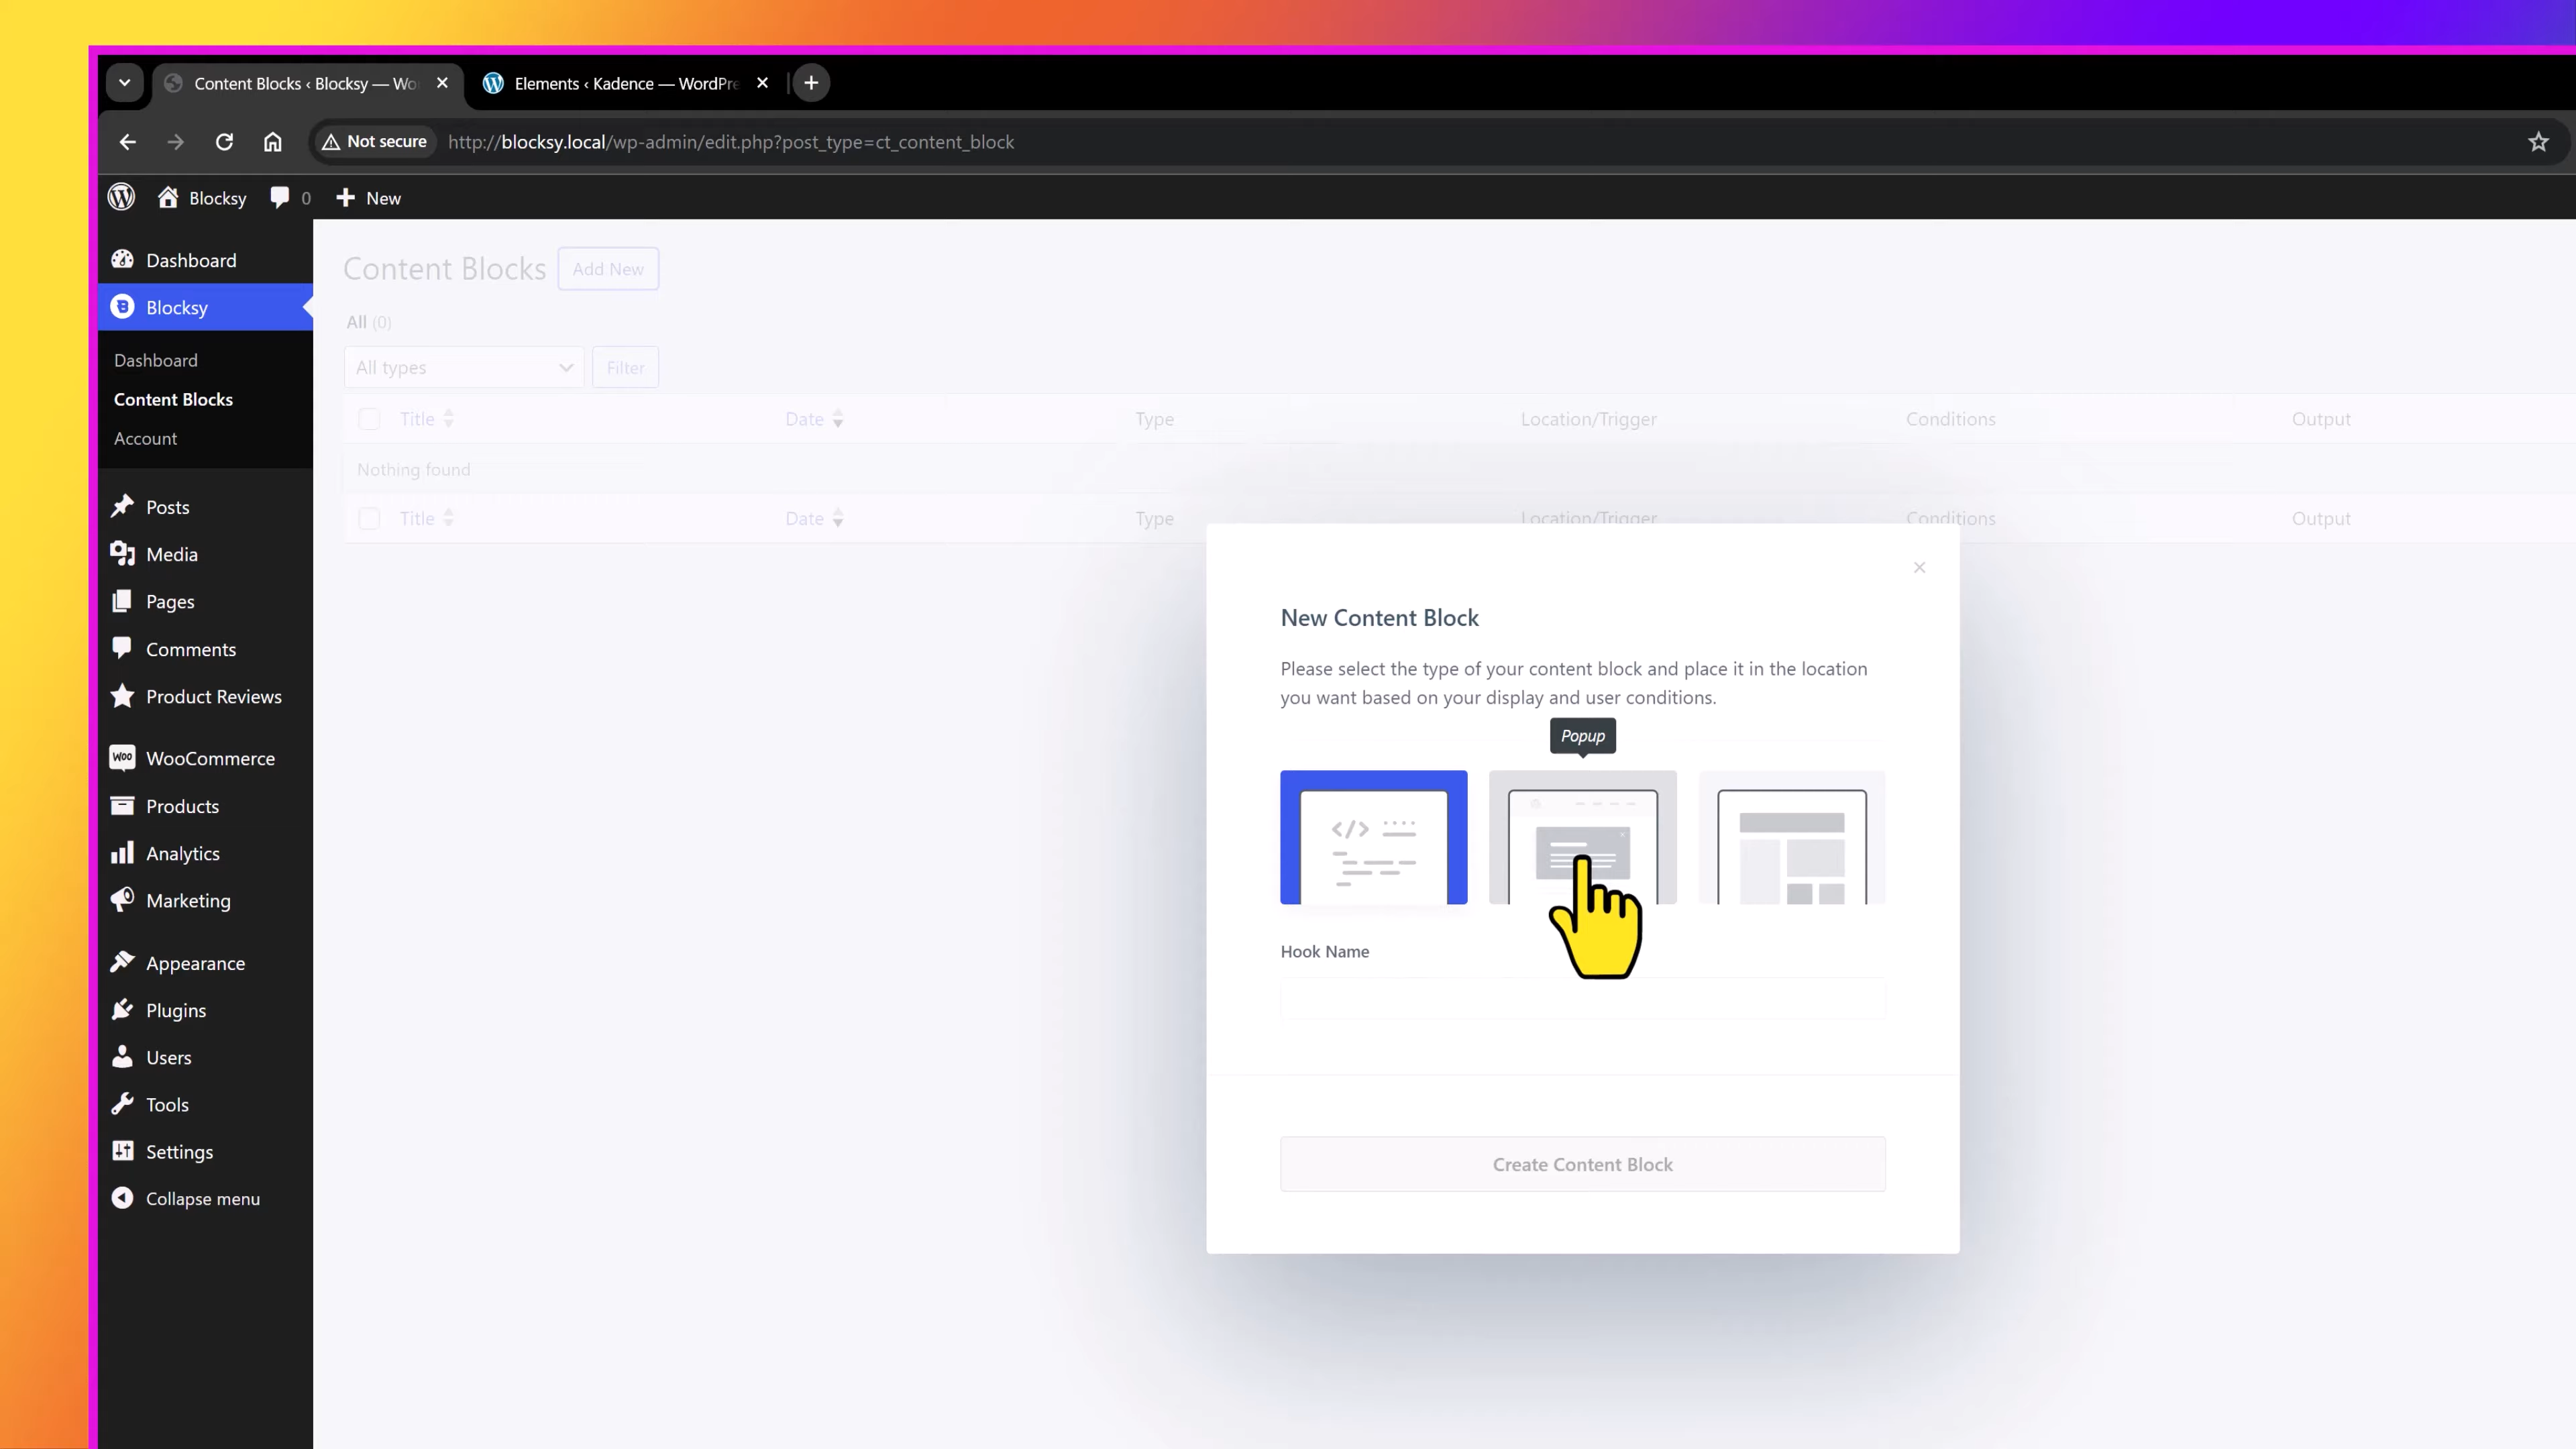 Content Blocks ‹ Blocksy — Wo
Elements ‹ Kadence — WordPre
Not secure
http://blocksy.local/wp-admin/edit.php?post_type=ct_content_block
Blocksy
0
New
Dashboard
Blocksy
Dashboard
Content Blocks
Account
Posts
Media
Pages
Comments
Product Reviews
WooCommerce
Products
Analytics
Marketing
Appearance
Plugins
Users
Tools
Settings
Collapse menu
Content Blocks
Add New
All (0)
All types
Filter
Title Date Type Location/Trigger Conditions Output
Nothing found
Title Date Type Location/Trigger Conditions Output
New Content Block
Please select the type of your content block and place it in the location
you want based on your display and user conditions.
Popup
Hook Name
Create Content Block